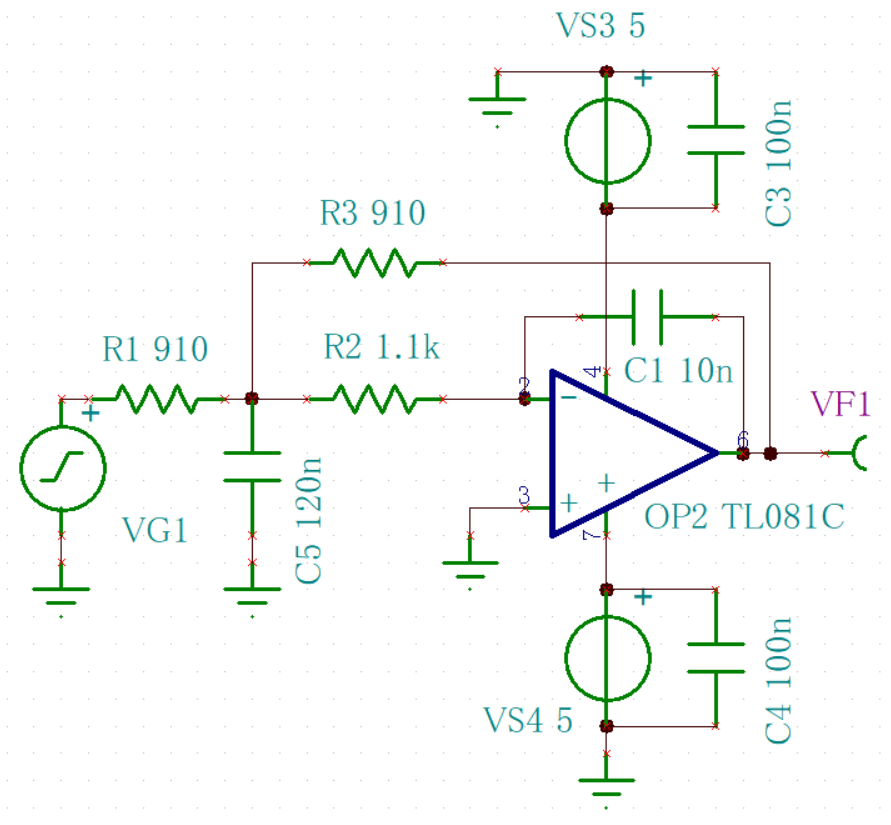 VS3 5
+
C3 100n
R3 910
R1 910
R2 1.1k
C1 10n
4
2
-
VF1
+
6
3
+
+
VG1
C5 120n
OP2 TL081C
7
+
VS4 5
C4 100n